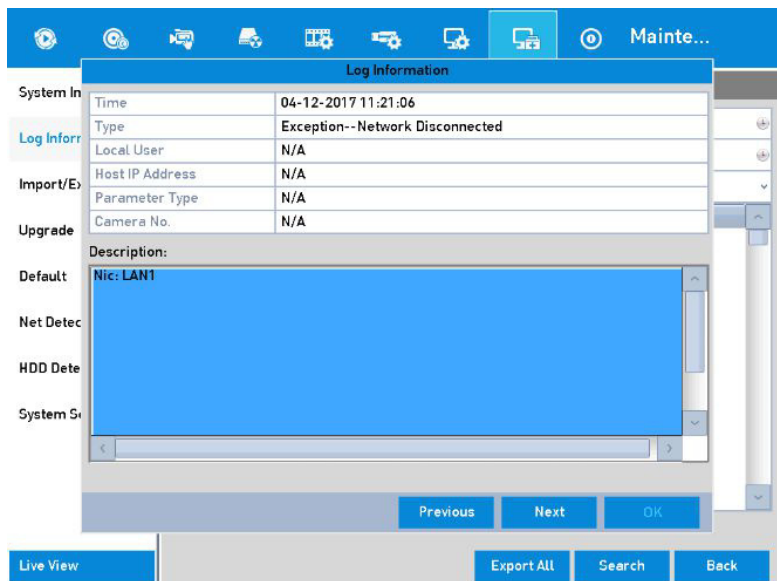 Mainte...
Log Information
System In
Time 04-12-2017 11:21:06
Type Exception--Network Disconnected
Log Inforr
Local User N/A
Host IP Address N/A
Import/Ex
Parameter Type N/A
Camera No. N/A
Upgrade
Description:
Default
Nic: LAN1
Net Detec
HDD Dete
System Se
Previous Next OK
Live View Export All Search Back